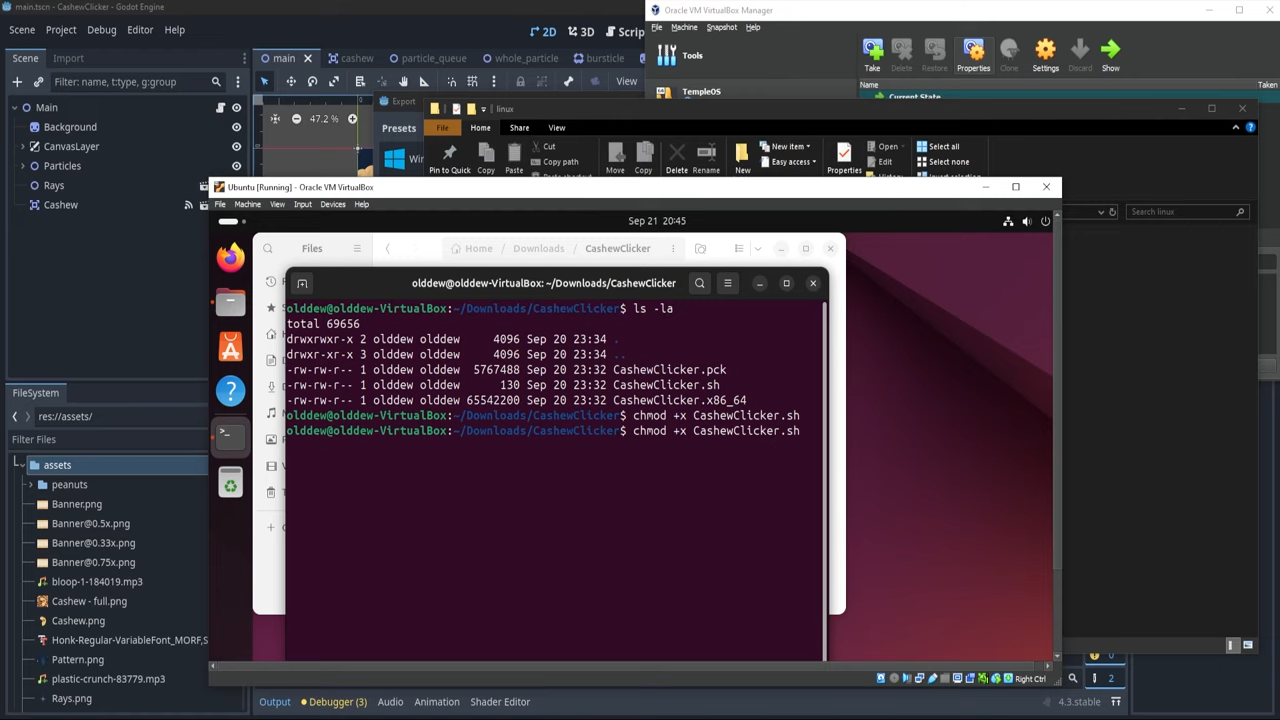 main.tscn - CashewClicker - Godot Engine
Scene Project Debug Editor Help
2D 3D Scrip
Scene Import
main cashew particle_queue whole_particle bursticle
Filter: name, t:type, g:group
View
Main
Background
CanvasLayer
Particles
Rays
Cashew
47.2 %
0
Export
Presets
Win
Oracle VM VirtualBox Manager
File Machine Snapshot Help
Tools
Take Delete Restore Properties Clone Settings Discard Show
Name Taken
TempleOS
Current State
linux
File Home Share View
Pin to Quick Copy Paste
Cut
Copy path
Move Copy Delete Rename New
New item
Easy access
Properties
Open
Edit
History
Select all
Select none
Invert selection
Search linux
Ubuntu [Running] - Oracle VM VirtualBox
File Machine View Input Devices Help
Sep 21 20:45
Files
Home / Downloads / CashewClicker
olddew@olddew-VirtualBox: ~/Downloads/CashewClicker
olddew@olddew-VirtualBox:~/Downloads/CashewClicker$ ls -la
total 69656
drwxrwxr-x 2 olddew olddew 4096 Sep 20 23:34 .
drwxr-xr-x 3 olddew olddew 4096 Sep 20 23:34 ..
-rw-rw-r-- 1 olddew olddew 5767488 Sep 20 23:32 CashewClicker.pck
-rw-rw-r-- 1 olddew olddew 130 Sep 20 23:32 CashewClicker.sh
-rw-rw-r-- 1 olddew olddew 65542200 Sep 20 23:32 CashewClicker.x86_64
olddew@olddew-VirtualBox:~/Downloads/CashewClicker$ chmod +x CashewClicker.sh
olddew@olddew-VirtualBox:~/Downloads/CashewClicker$ chmod +x CashewClicker.sh
Right Ctrl
FileSystem
res://assets/
Filter Files
assets
peanuts
Banner.png
Banner@0.5x.png
Banner@0.33x.png
Banner@0.75x.png
bloop-1-184019.mp3
Cashew - full.png
Cashew.png
Honk-Regular-VariableFont_MORF,S
Pattern.png
plastic-crunch-83779.mp3
Rays.png
0
2
Output Debugger (3) Audio Animation Shader Editor
4.3.stable